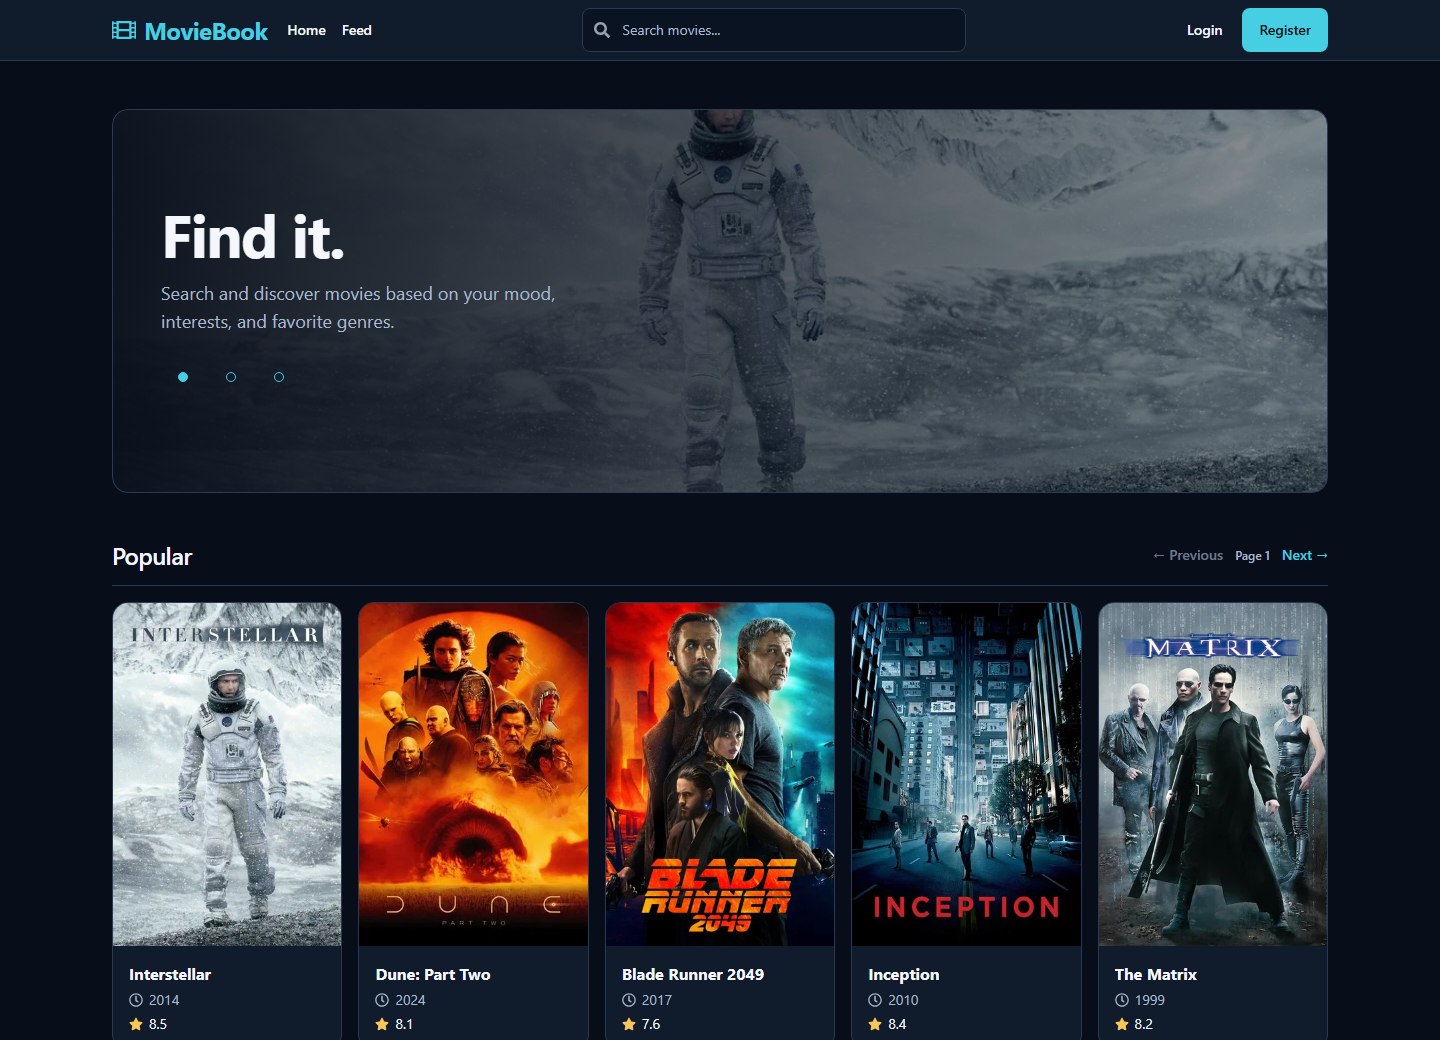 MovieBook Home Feed Search movies... Login Register
Find it.
Search and discover movies based on your mood,
interests, and favorite genres.
Popular ← Previous Page 1 Next →
INTERSTELLAR
DUNE
PART TWO
BLADE
RUNNER
2049
INCEPTION
MATRIX
Interstellar
2014
8.5
Dune: Part Two
2024
8.1
Blade Runner 2049
2017
7.6
Inception
2010
8.4
The Matrix
1999
8.2